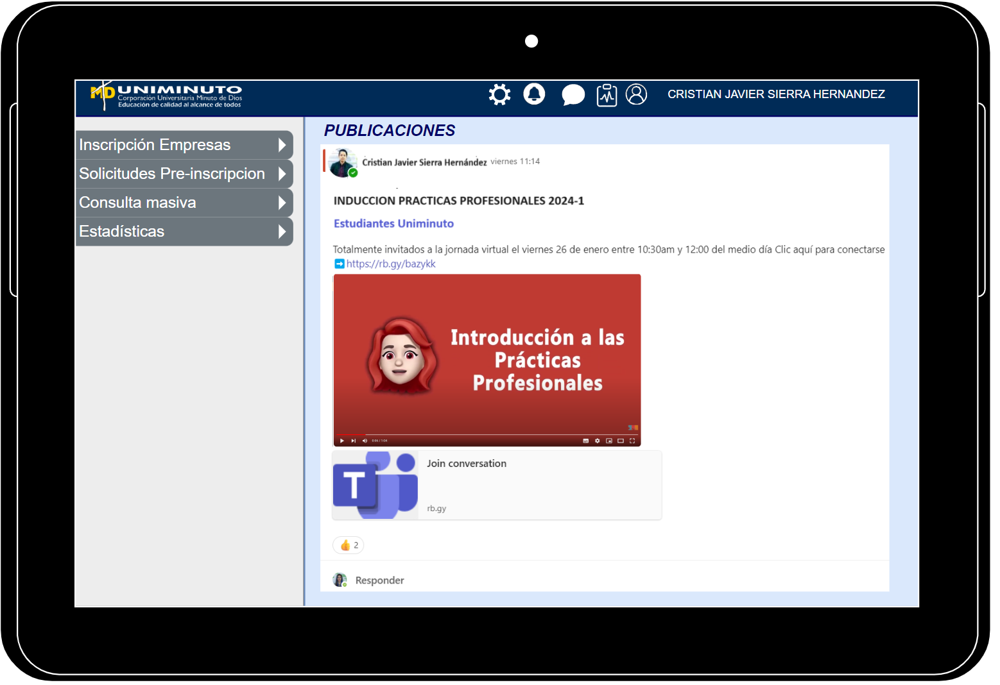 MD UNIMINUTO
Corporación Universitaria Minuto de Dios
Educación de calidad al alcance de todos
CRISTIAN JAVIER SIERRA HERNANDEZ
Inscripción Empresas
Solicitudes Pre-inscripcion
Consulta masiva
Estadísticas
PUBLICACIONES
Cristian Javier Sierra Hernández viernes 11:14
INDUCCION PRACTICAS PROFESIONALES 2024-1
Estudiantes Uniminuto
Totalmente invitados a la jornada virtual el viernes 26 de enero entre 10:30am y 12:00 del medio día Clic aquí para conectarse
➡️https://rb.gy/bazykk
Introducción a las
Prácticas
Profesionales
0:06 / 1:04
T
Join conversation
rb.gy
👍 2
Responder